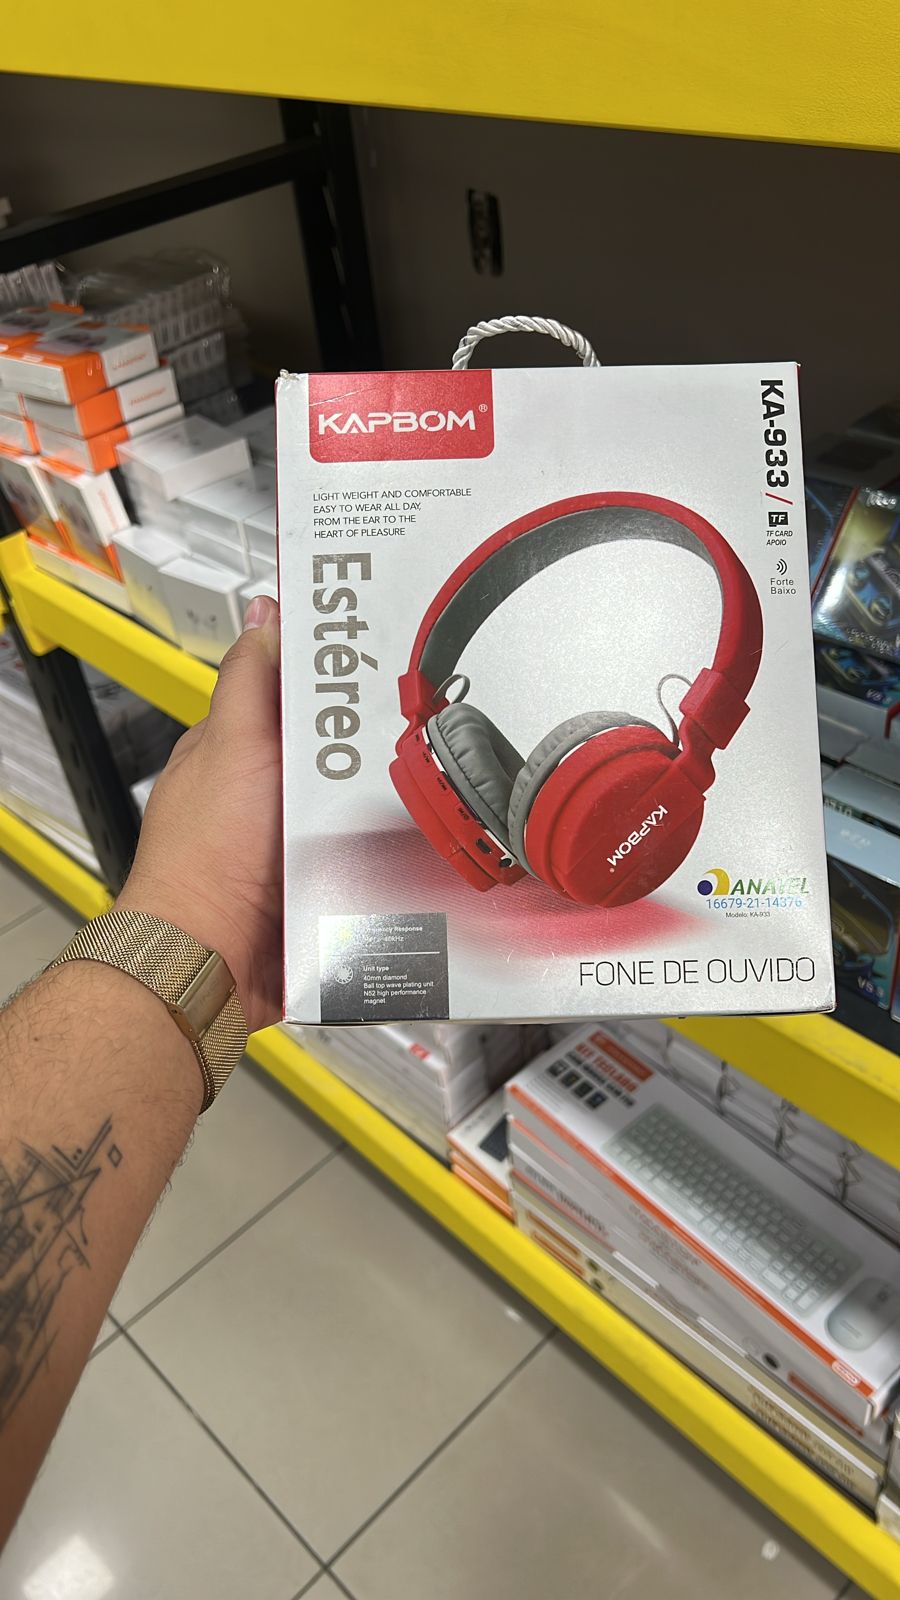 KAPBOM®
KA-933 /
TF
TF CARD
APOIO
Forte
Baixo
LIGHT WEIGHT AND COMFORTABLE
EASY TO WEAR ALL DAY,
FROM THE EAR TO THE
HEART OF PLEASURE
Estéreo
KAPBOM®
ANATEL
16679-21-14376
Modelo: KA-933
Response
Unit type
40mm diamond
Ball top wave plating unit
N52 high performance
magnet
FONE DE OUVIDO